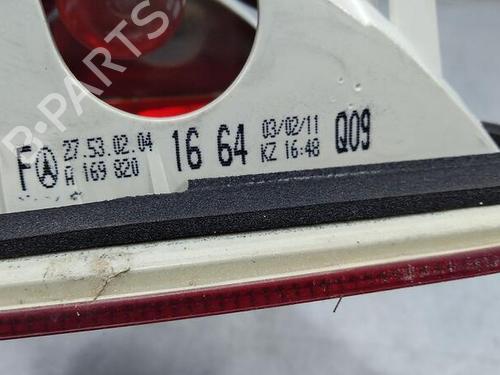 F 27.53.02.04 16 64 03/02/11 Q09
A 169 820 KZ 16:48
B-PARTS